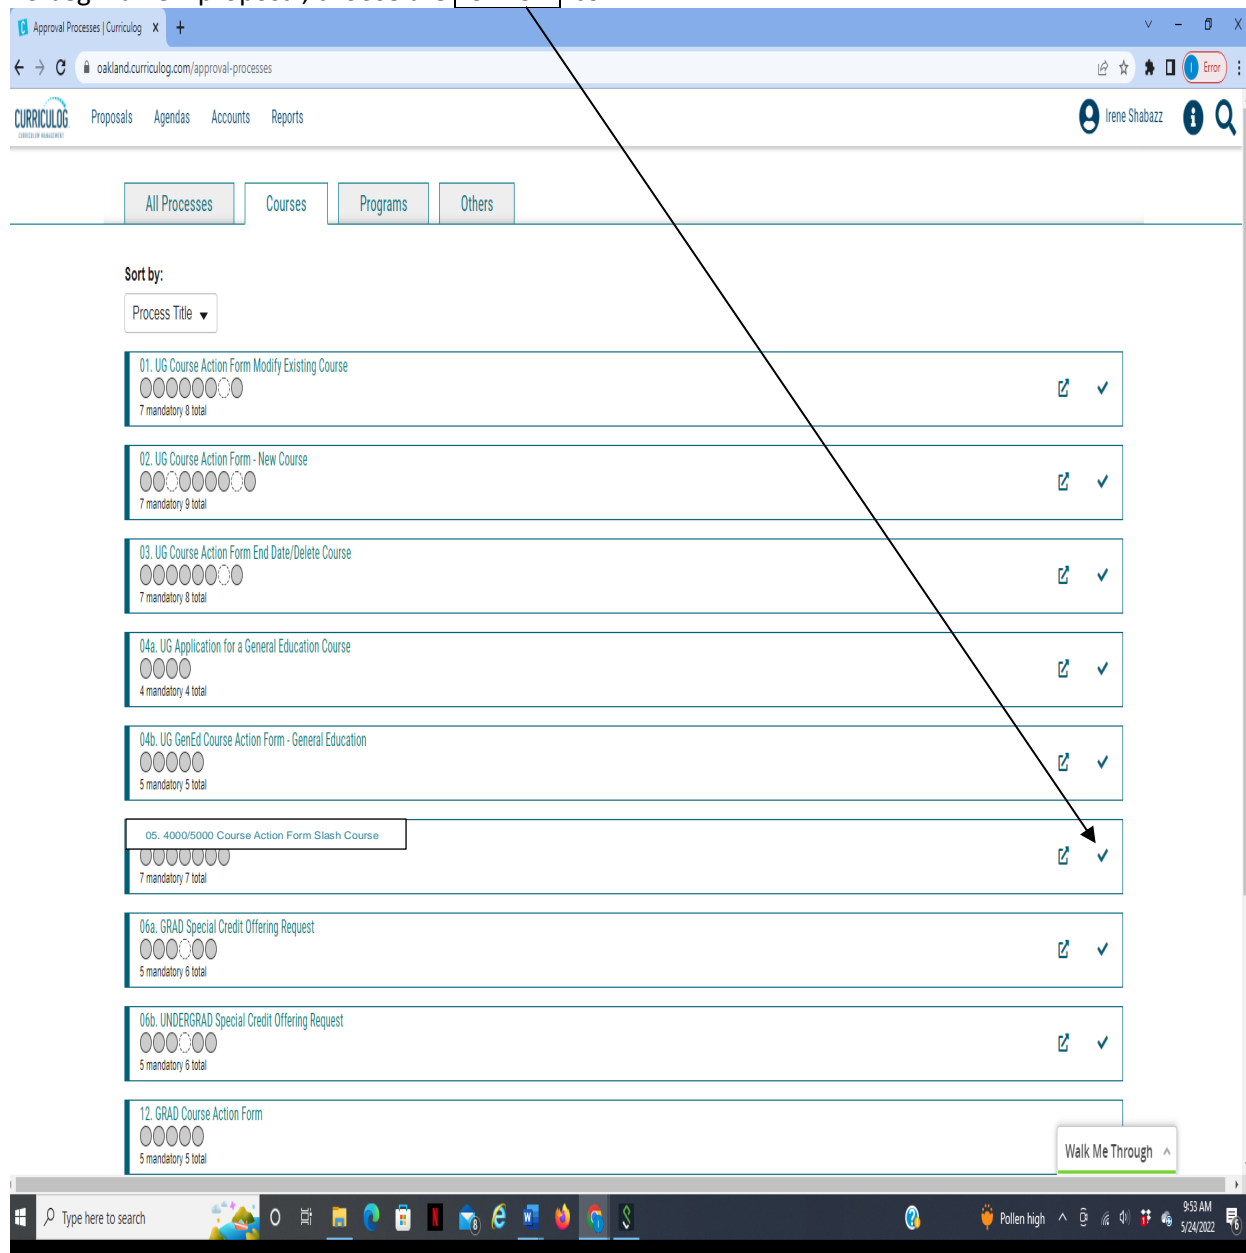 Approval Processes | Curriculog
oakland.curriculog.com/approval-processes
Error
CURRICULOG
Proposals Agendas Accounts Reports
Irene Shabazz
All Processes Courses Programs Others
Sort by:
Process Title
01. UG Course Action Form Modify Existing Course
7 mandatory 8 total
02. UG Course Action Form - New Course
7 mandatory 9 total
03. UG Course Action Form End Date/Delete Course
7 mandatory 8 total
04a. UG Application for a General Education Course
4 mandatory 4 total
04b. UG GenEd Course Action Form - General Education
5 mandatory 5 total
05. 4000/5000 Course Action Form Slash Course
7 mandatory 7 total
06a. GRAD Special Credit Offering Request
5 mandatory 6 total
06b. UNDERGRAD Special Credit Offering Request
5 mandatory 6 total
12. GRAD Course Action Form
5 mandatory 5 total
Walk Me Through
Type here to search
Pollen high
9:53 AM
5/24/2022